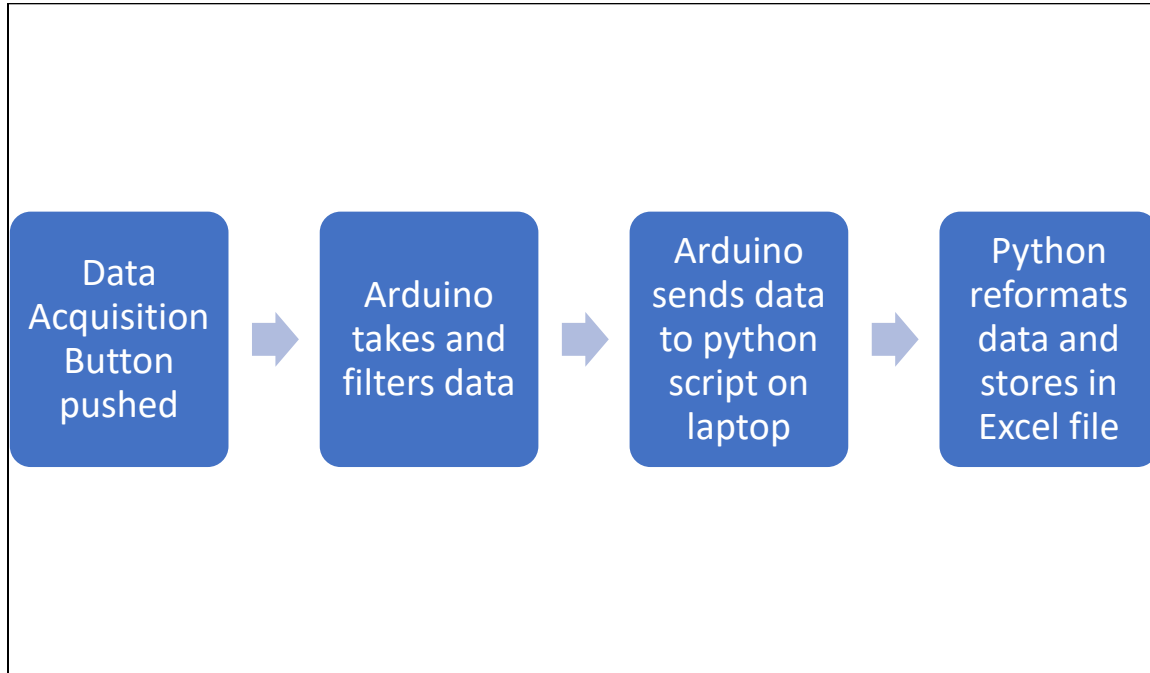 Data
Acquisition
Button
pushed
Arduino
takes and
filters data
Arduino
sends data
to python
script on
laptop
Python
reformats
data and
stores in
Excel file